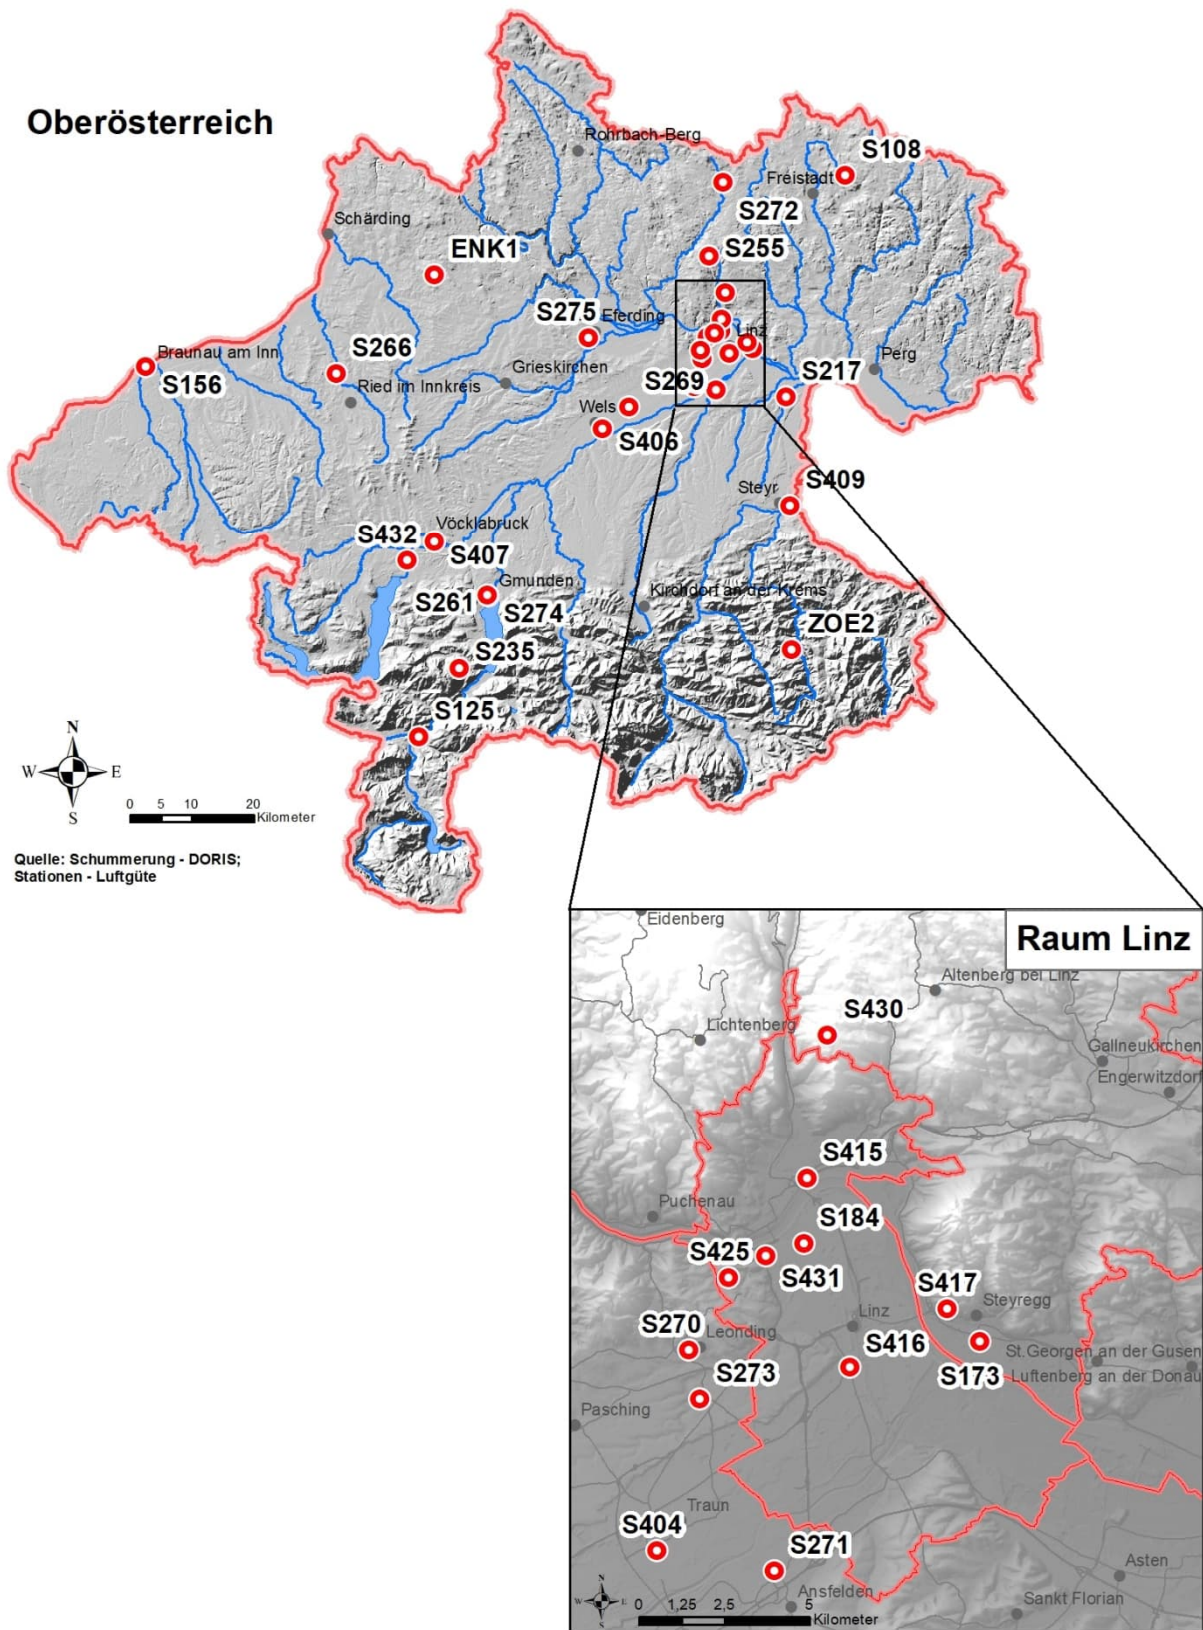 Oberösterreich
Rohrbach-Berg
S108
Freistadt
S272
Schärding
S255
ENK1
S275
Eferding
Linz
Braunau am Inn
S156
S266
Ried im Innkreis
Grieskirchen
S269
S217
Perg
Wels
S406
Steyr
S409
S432
Vöcklabruck
S407
Gmunden
S261
S274
Kirchdorf an der Krems
ZOE2
S235
S125
N
W
E
S
0 5 10 20
Kilometer
Quelle: Schummerung - DORIS;
Stationen - Luftgüte
Raum Linz
Eidenberg
Altenberg bei Linz
S430
Lichtenberg
Gallneukirchen
Engerwitzdorf
S415
Puchenau
S184
S425
S431
S417
Steyregg
Linz
S270
Leonding
S416
St.Georgen an der Gusen
S173
Luftenberg an der Donau
S273
Pasching
Traun
S404
S271
Asten
Ansfelden
Sankt Florian
N
W
E
S
0 1,25 2,5 5
Kilometer